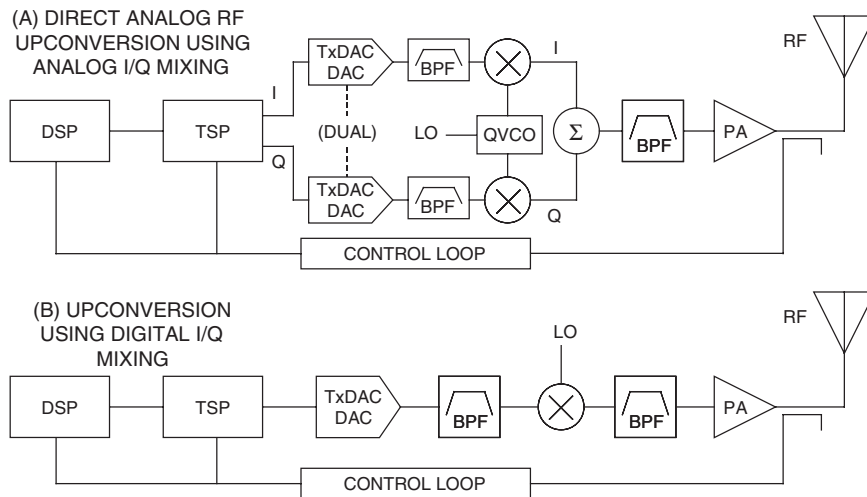 (A) DIRECT ANALOG RF
UPCONVERSION USING
ANALOG I/Q MIXING
DSP
TSP
I
Q
TxDAC
DAC
(DUAL)
TxDAC
DAC
BPF
BPF
LO
QVCO
I
Q
Σ
BPF
PA
RF
CONTROL LOOP
(B) UPCONVERSION
USING DIGITAL I/Q
MIXING
DSP
TSP
TxDAC
DAC
BPF
LO
BPF
PA
RF
CONTROL LOOP